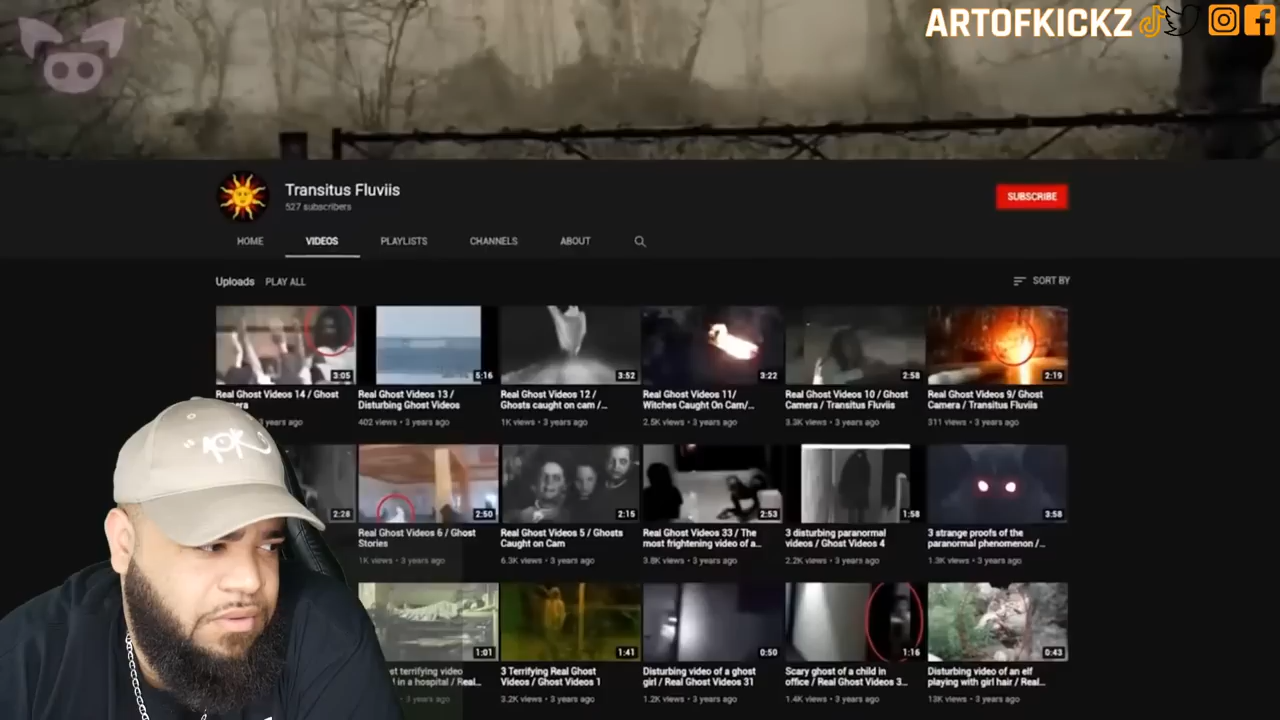 ARTOFKICKZ
Transitus Fluviis
527 subscribers
SUBSCRIBE
HOME VIDEOS PLAYLISTS CHANNELS ABOUT
Uploads PLAY ALL SORT BY
3:05 5:16 3:52 3:22 2:58 2:19
Real Ghost Videos 14 / Ghost
Real Ghost Videos 13 /
Disturbing Ghost Videos
Real Ghost Videos 12 /
Ghosts caught on cam /...
Real Ghost Videos 11/
Witches Caught On Cam/...
Real Ghost Videos 10 / Ghost
Camera / Transitus Fluviis
Real Ghost Videos 9/ Ghost
Camera / Transitus Fluviis
years ago
402 views • 3 years ago
1K views • 3 years ago
2.5K views • 3 years ago
3.3K views • 3 years ago
311 views • 3 years ago
AOK
2:28 2:50 2:15 2:53 1:58 3:58
Real Ghost Videos 6 / Ghost
Stories
Real Ghost Videos 5 / Ghosts
Caught on Cam
Real Ghost Videos 33 / The
most frightening video of a...
3 disturbing paranormal
videos / Ghost Videos 4
3 strange proofs of the
paranormal phenomenon /...
1K views • 3 years ago
6.3K views • 3 years ago
3.8K views • 3 years ago
2.2K views • 3 years ago
1.3K views • 3 years ago
1:01 1:41 0:50 1:16 0:43
terrifying video
in a hospital / Real...
3 Terrifying Real Ghost
Videos / Ghost Videos 1
Disturbing video of a ghost
girl / Real Ghost Videos 31
Scary ghost of a child in
office / Real Ghost Videos 3...
Disturbing video of an elf
playing with girl hair / Real...
3 years ago
3.2K views • 3 years ago
1.2K views • 3 years ago
1.4K views • 3 years ago
13K views • 3 years ago